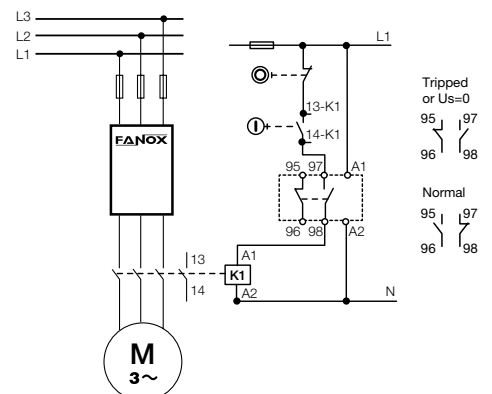 L3
L2
L1
FANOX
13
14
M
3~
L1
13-K1
14-K1
95 97 A1
96 98 A2
A1
K1
A2
N
Tripped
or Us=0
95 97
96 98
Normal
95 97
96 98